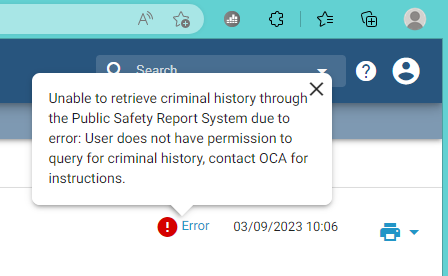 A
Search
?
Unable to retrieve criminal history through
the Public Safety Report System due to
error: User does not have permission to
query for criminal history, contact OCA for
instructions.
! Error 03/09/2023 10:06